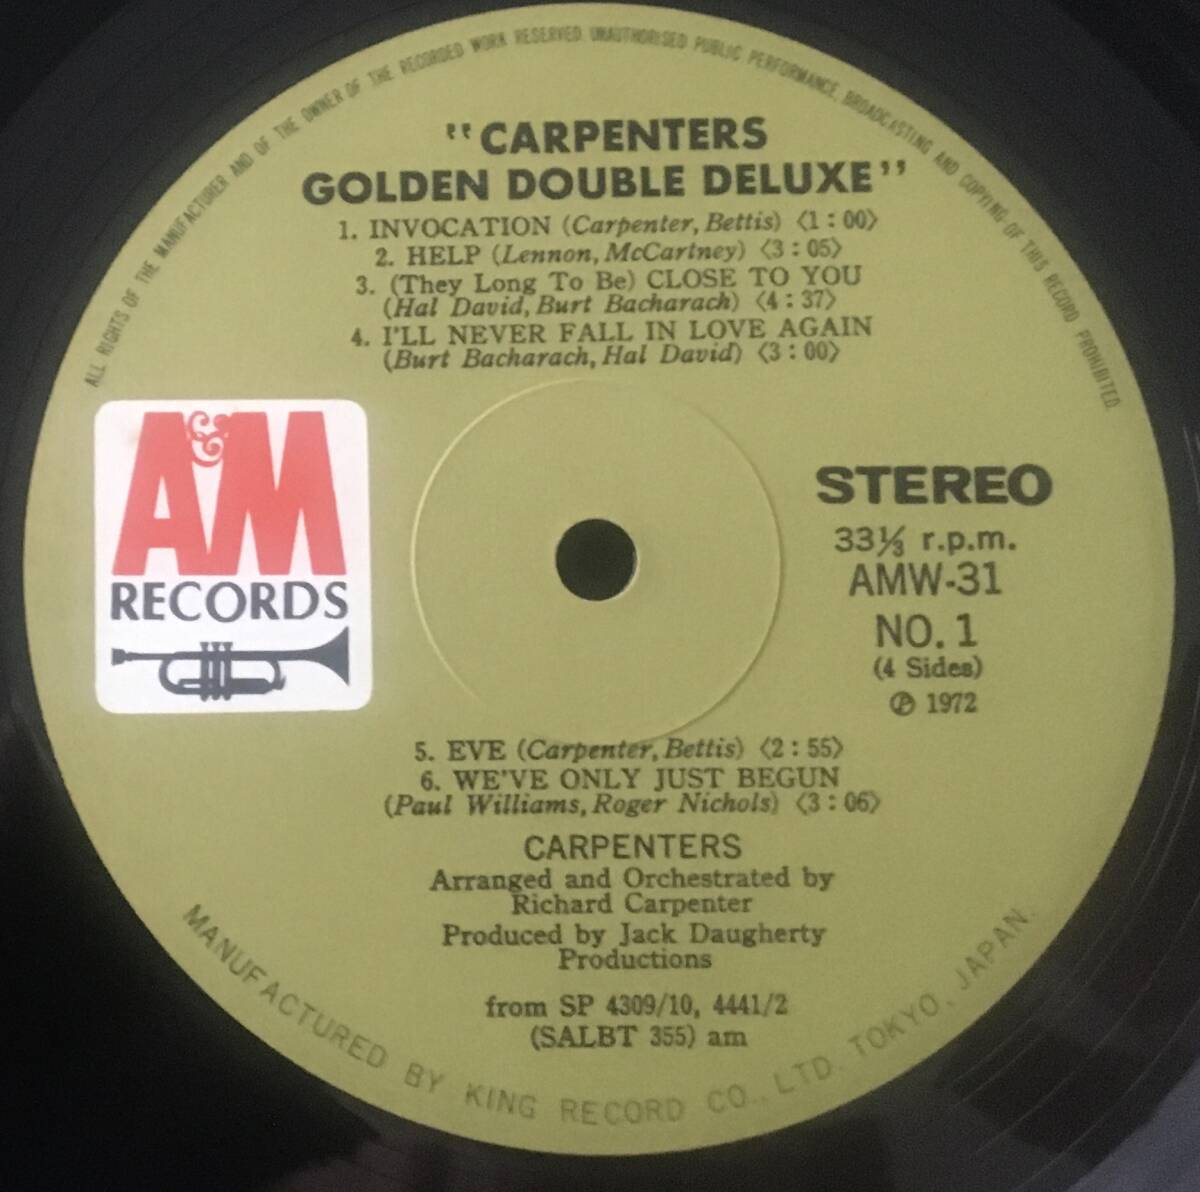 ALL RIGHTS OF THE MANUFACTURER AND OF THE OWNER OF THE RECORDED WORK RESERVED. UNAUTHORISED PUBLIC PERFORMANCE, BROADCASTING AND COPYING OF THIS RECORD PROHIBITED.
"CARPENTERS
GOLDEN DOUBLE DELUXE"
1. INVOCATION (Carpenter, Bettis) 〈1:00〉
2. HELP (Lennon, McCartney) 〈3:05〉
3. (They Long To Be) CLOSE TO YOU
(Hal David, Burt Bacharach) 〈4:37〉
4. I'LL NEVER FALL IN LOVE AGAIN
(Burt Bacharach, Hal David) 〈3:00〉
A&M
RECORDS
STEREO
33⅓ r.p.m.
AMW-31
NO. 1
(4 Sides)
℗ 1972
5. EVE (Carpenter, Bettis) 〈2:55〉
6. WE'VE ONLY JUST BEGUN
(Paul Williams, Roger Nichols) 〈3:06〉
CARPENTERS
Arranged and Orchestrated by
Richard Carpenter
Produced by Jack Daugherty
Productions
from SP 4309/10, 4441/2
(SALBT 355) am
MANUFACTURED BY KING RECORD CO., LTD. TOKYO, JAPAN.